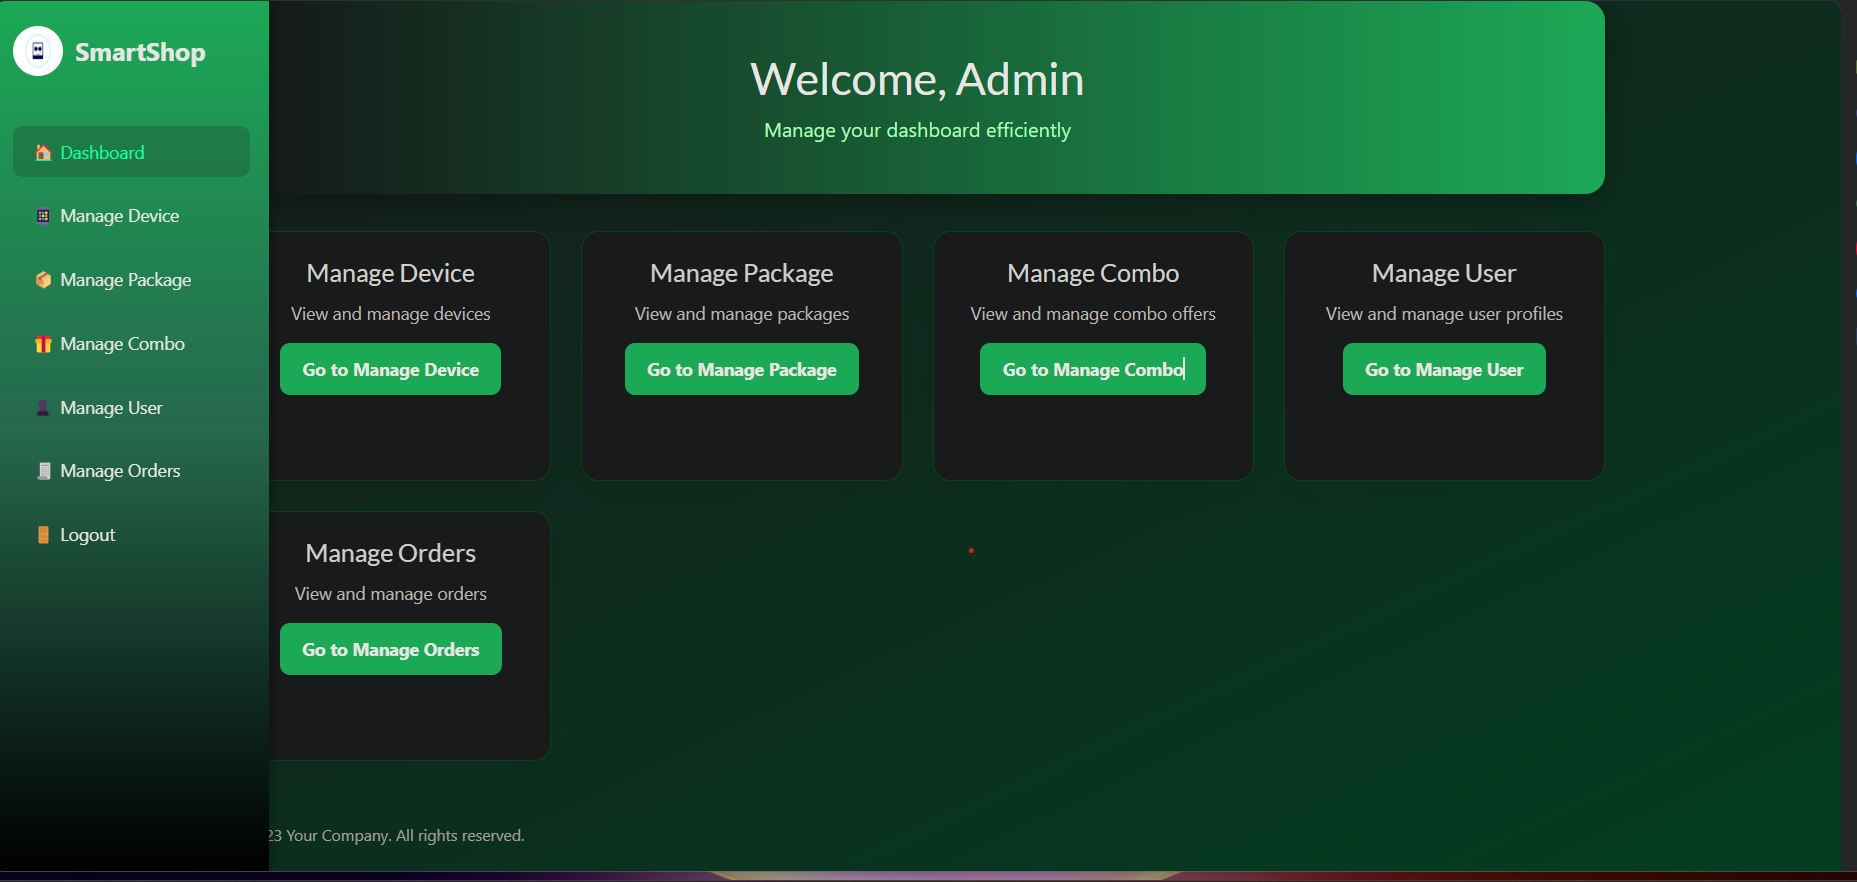 SmartShop
Dashboard
Manage Device
Manage Package
Manage Combo
Manage User
Manage Orders
Logout
Welcome, Admin
Manage your dashboard efficiently
Manage Device
View and manage devices
Go to Manage Device
Manage Package
View and manage packages
Go to Manage Package
Manage Combo
View and manage combo offers
Go to Manage Combo
Manage User
View and manage user profiles
Go to Manage User
Manage Orders
View and manage orders
Go to Manage Orders
23 Your Company. All rights reserved.